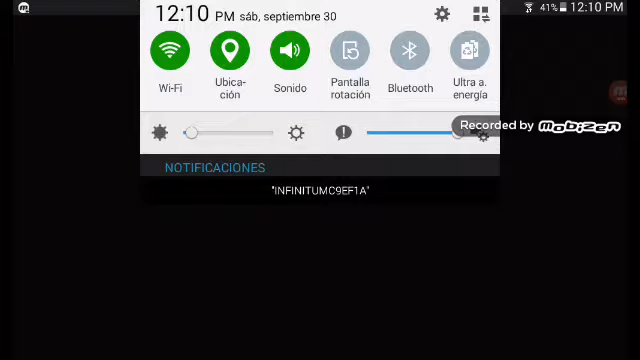 41% 12:10 PM
12:10 PM sáb, septiembre 30
Wi-Fi
Ubica-
ción
Sonido
Pantalla
rotación
Bluetooth
Ultra a.
energía
Recorded by mobizen
NOTIFICACIONES
"INFINITUMC9EF1A"